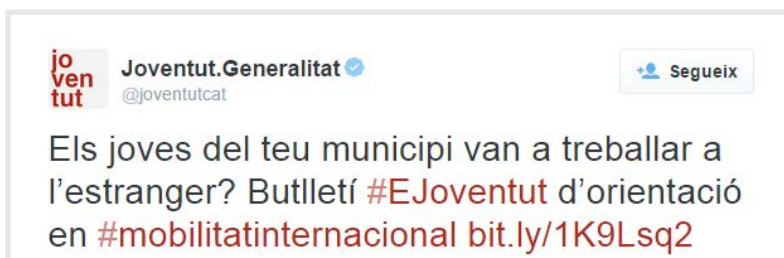 jo
ven
tut
Joventut.Generalitat
@joventutcat
Segueix
Els joves del teu municipi van a treballar a
l'estranger? Butlletí #EJoventut d'orientació
en #mobilitatinternacional bit.ly/1K9Lsq2